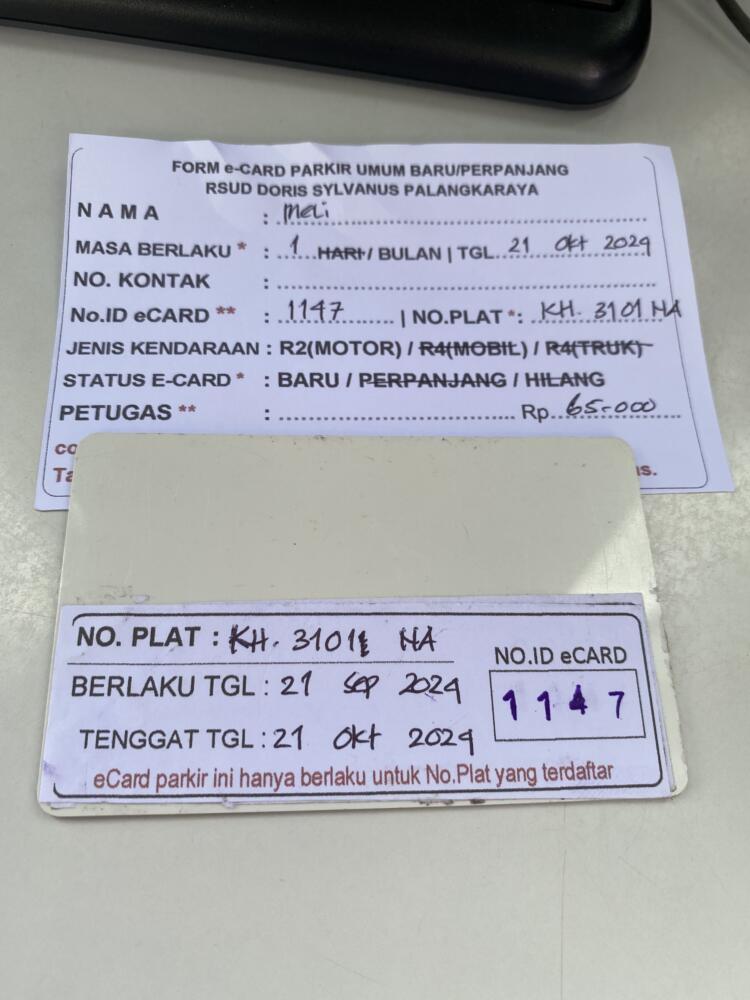 FORM e-CARD PARKIR UMUM BARU/PERPANJANG
RSUD DORIS SYLVANUS PALANGKARAYA
NAMA : Meli
MASA BERLAKU * : 1 HARI / BULAN | TGL. 21 Okt 2024
NO. KONTAK :
No.ID eCARD ** : 1147 | NO.PLAT *: KH. 3101 NA
JENIS KENDARAAN : R2(MOTOR) / R4(MOBIL) / R4(TRUK)
STATUS E-CARD * : BARU / PERPANJANG / HILANG
PETUGAS ** : Rp. 65.000
NO. PLAT : KH. 3101 NA
NO.ID eCARD
BERLAKU TGL : 21 Sep 2024
1147
TENGGAT TGL : 21 Okt 2024
eCard parkir ini hanya berlaku untuk No.Plat yang terdaftar